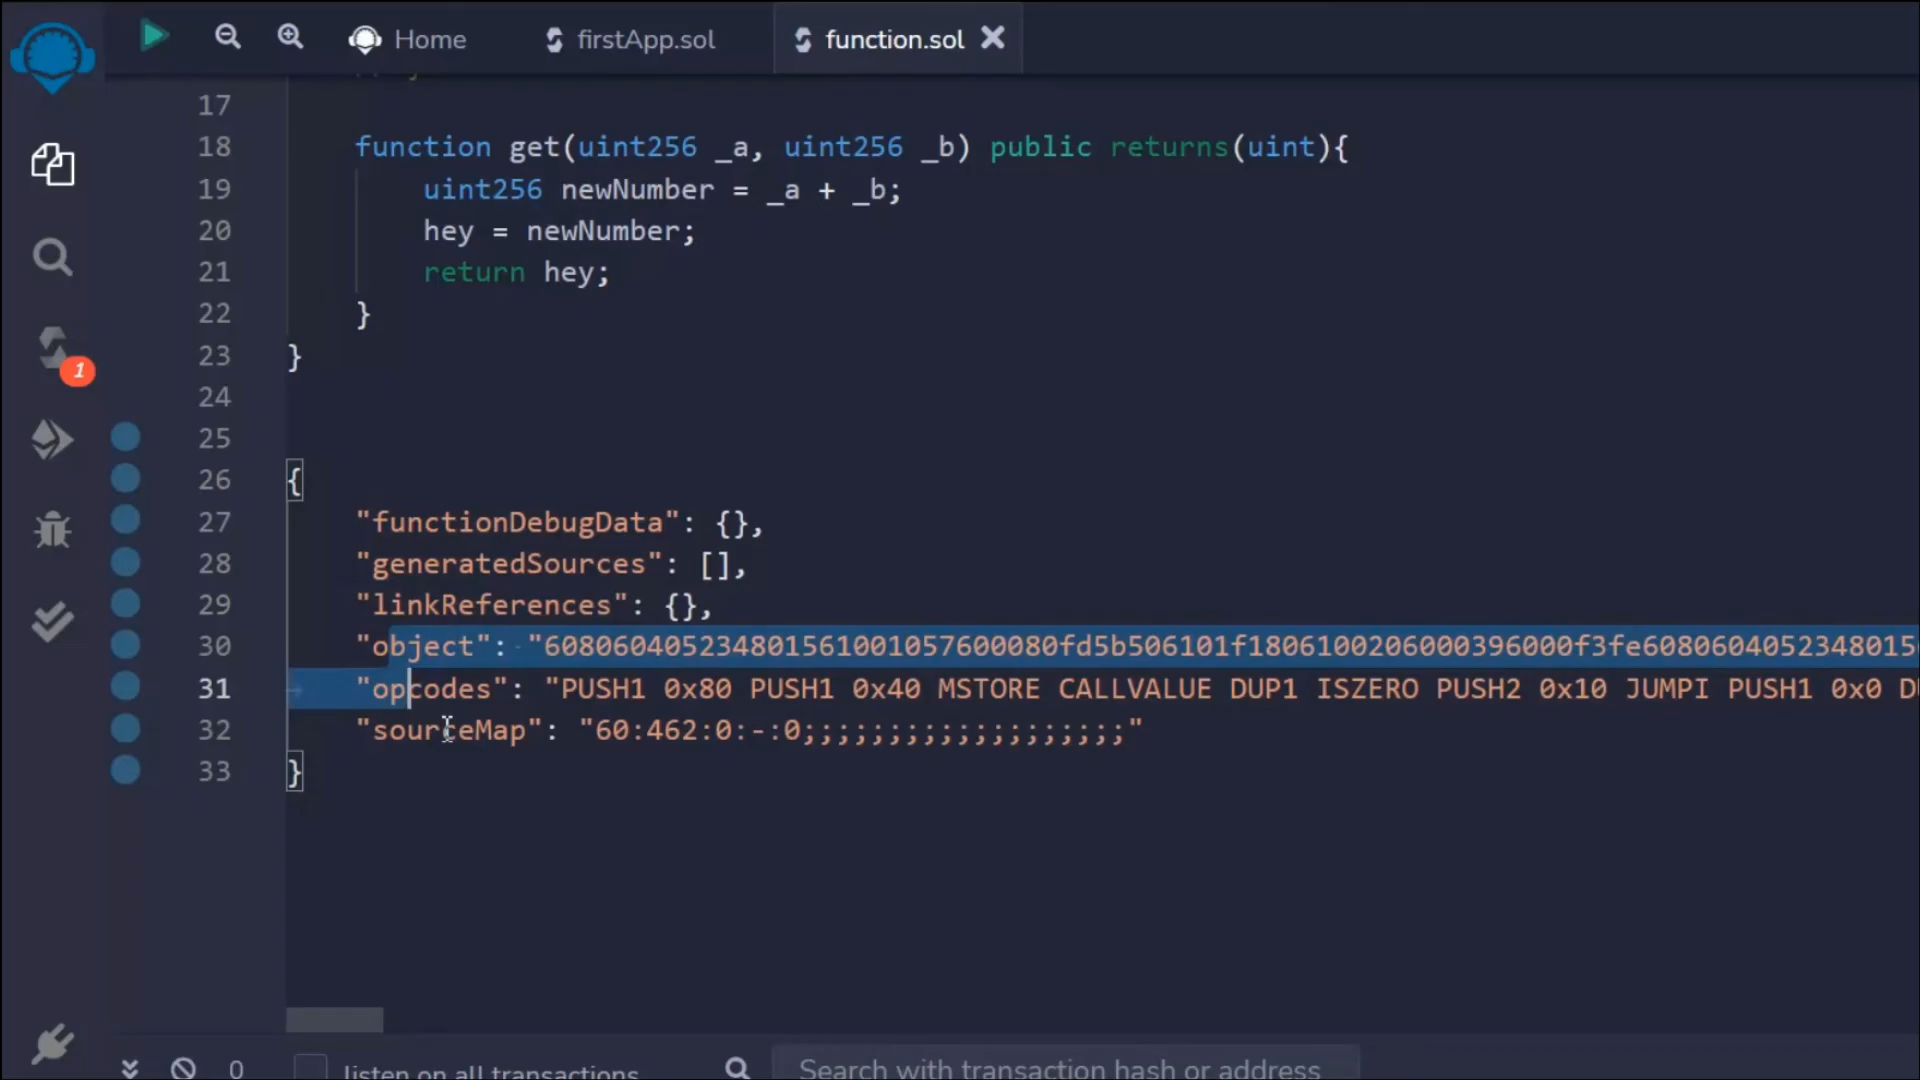 Home firstApp.sol function.sol
17
18 function get(uint256 _a, uint256 _b) public returns(uint){
19 uint256 newNumber = _a + _b;
20 hey = newNumber;
21 return hey;
22 }
23 }
24
25
26 {
27 "functionDebugData": {},
28 "generatedSources": [],
29 "linkReferences": {},
30 "object": "608060405234801561001057600080fd5b506101f1806100206000396000f3fe6080604052348015
31 "opcodes": "PUSH1 0x80 PUSH1 0x40 MSTORE CALLVALUE DUP1 ISZERO PUSH2 0x10 JUMPI PUSH1 0x0
32 "sourceMap": "60:462:0:-:0;;;;;;;;;;;;;;;;;;;"
33 }
1
0 listen on all transactions Search with transaction hash or address